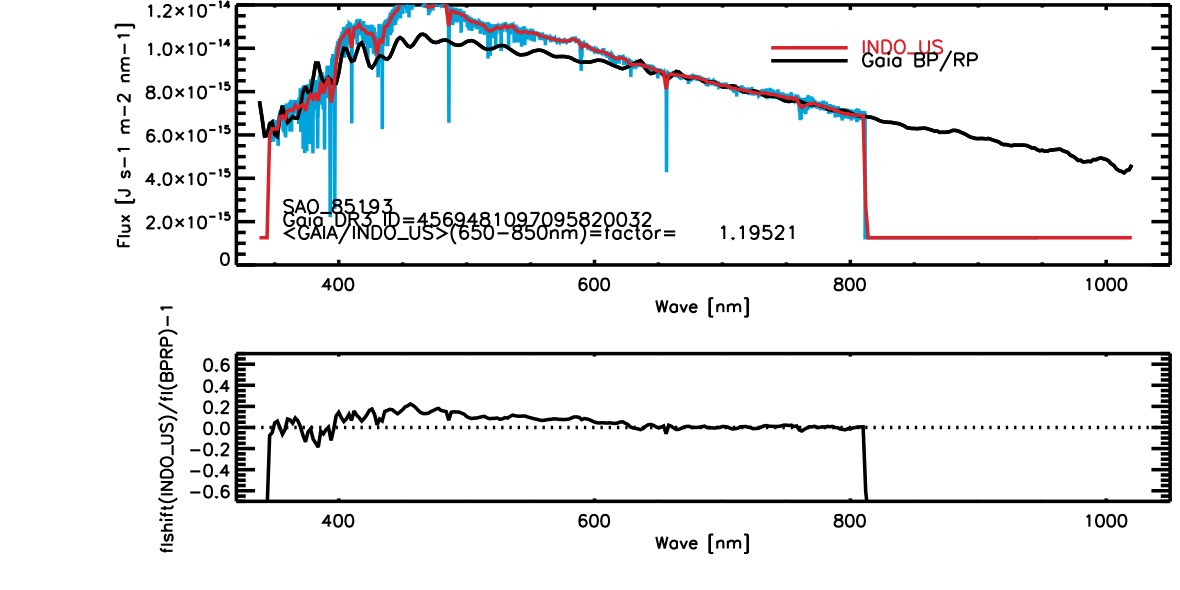 1.2×10⁻¹⁴
1.0×10⁻¹⁴
8.0×10⁻¹⁵
6.0×10⁻¹⁵
4.0×10⁻¹⁵
2.0×10⁻¹⁵
0
Flux [J s−1 m−2 nm−1]
INDO_US
Gaia BP/RP
SAO_85193
Gaia DR3 ID=4569481097095820032
<GAIA/INDO_US>(650−850nm)=factor= 1.19521
400 600 800 1000
Wave [nm]
0.6
0.4
0.2
0.0
−0.2
−0.4
−0.6
flshift(INDO_US)/fl(BPRP)−1
400 600 800 1000
Wave [nm]